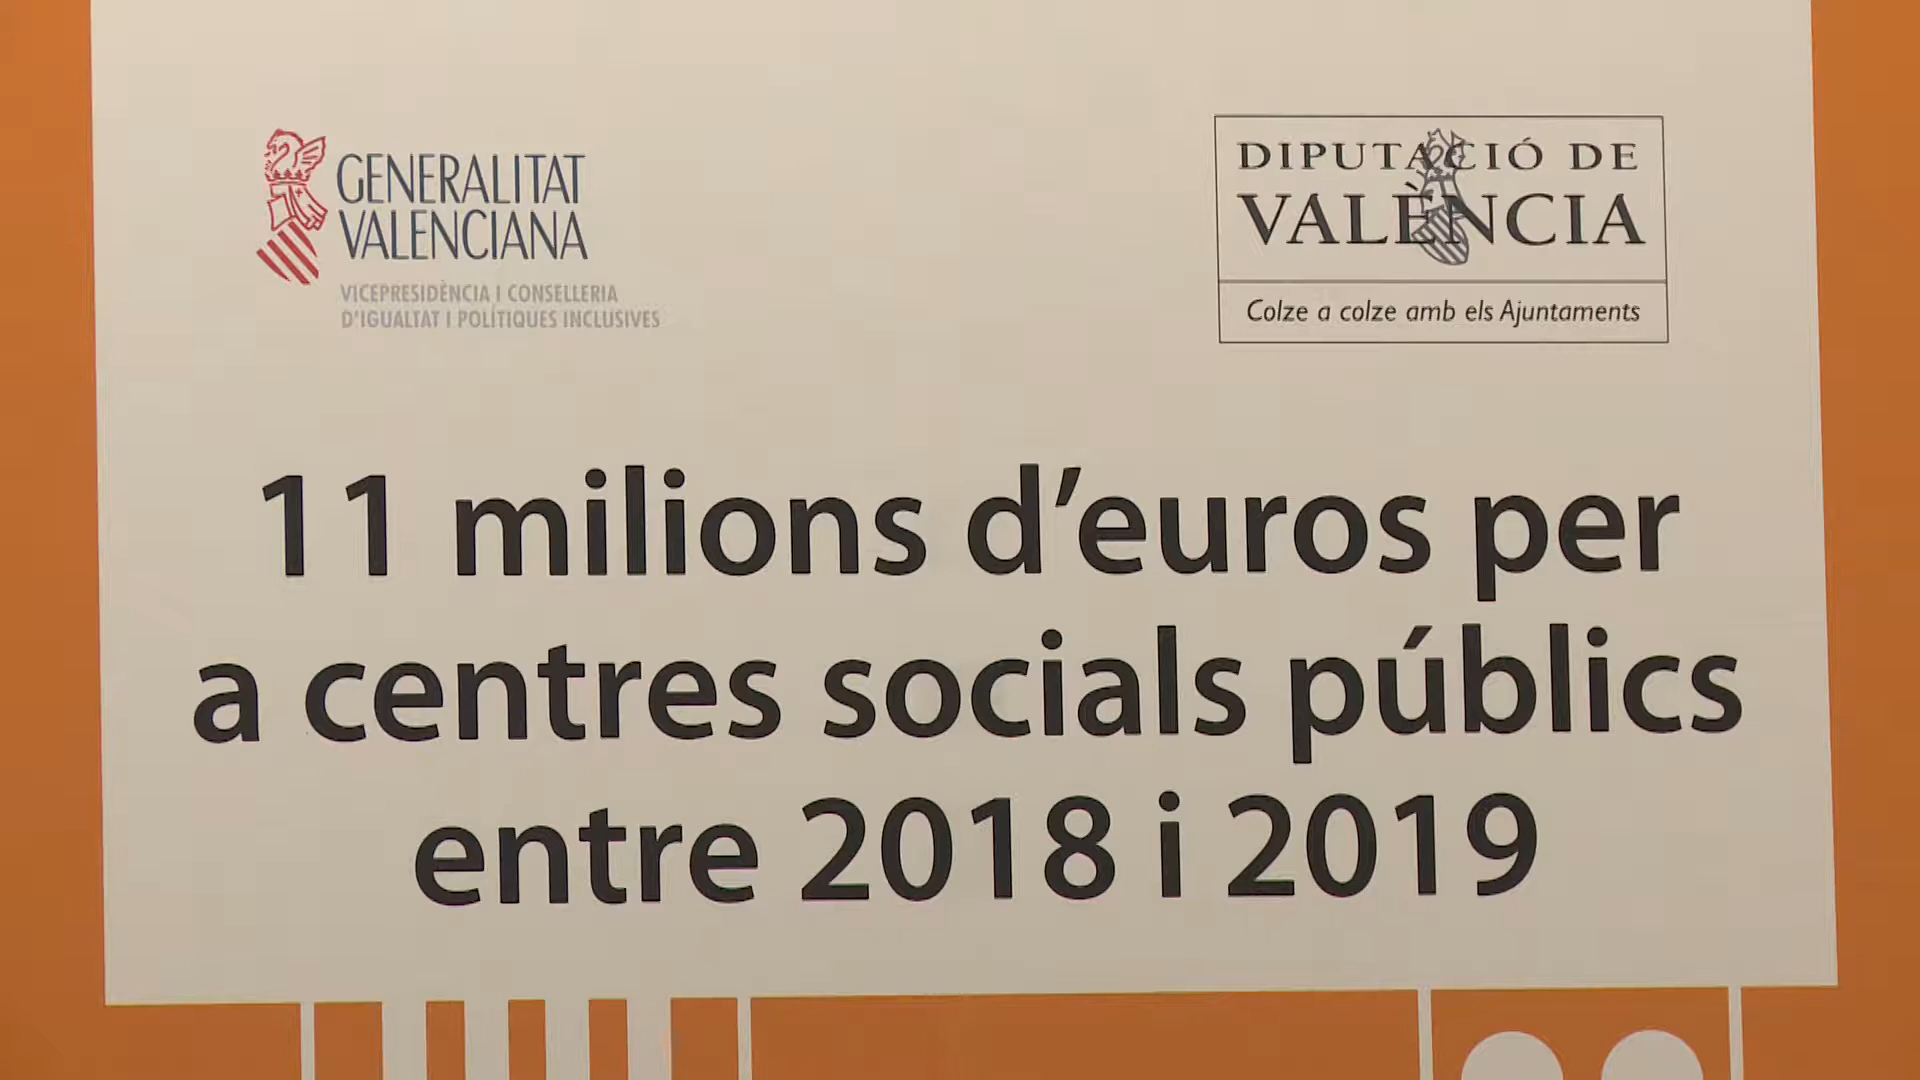 GENERALITAT
VALENCIANA
VICEPRESIDÈNCIA I CONSELLERIA
D'IGUALTAT I POLÍTIQUES INCLUSIVES
DIPUTACIÓ DE
VALÈNCIA
Colze a colze amb els Ajuntaments
11 milions d’euros per
a centres socials públics
entre 2018 i 2019